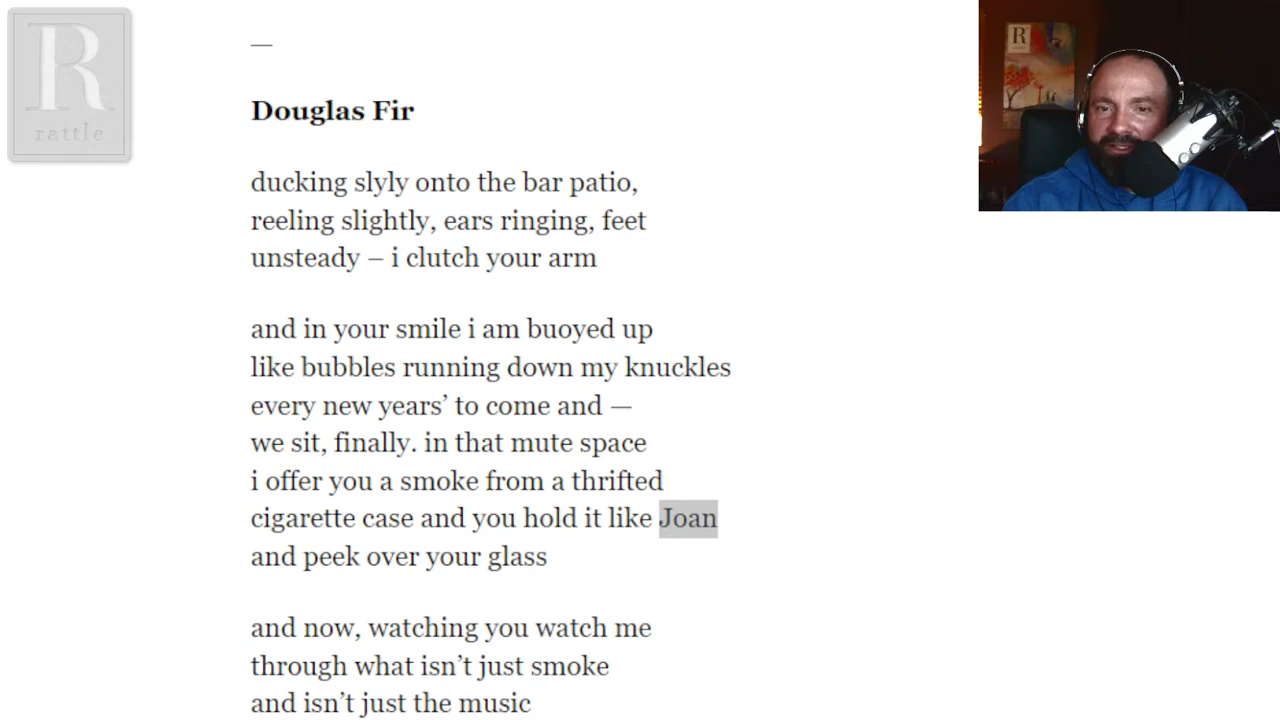 R
rattle
R
—
Douglas Fir
ducking slyly onto the bar patio,
reeling slightly, ears ringing, feet
unsteady – i clutch your arm
and in your smile i am buoyed up
like bubbles running down my knuckles
every new years’ to come and —
we sit, finally. in that mute space
i offer you a smoke from a thrifted
cigarette case and you hold it like Joan
and peek over your glass
and now, watching you watch me
through what isn’t just smoke
and isn’t just the music